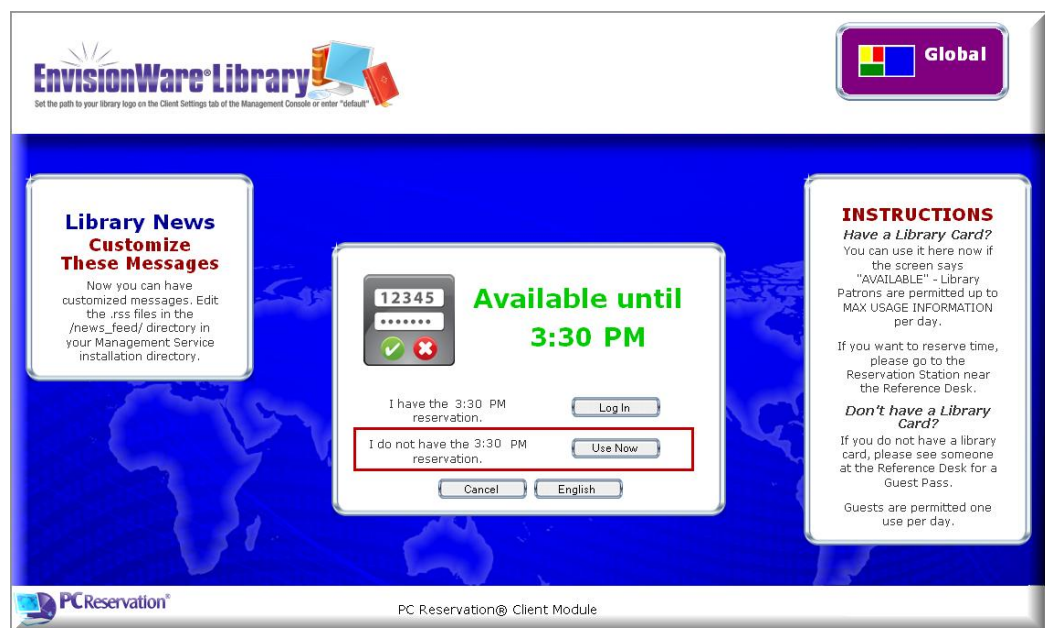 EnvisionWare® Library
Set the path to your library logo on the Client Settings tab of the Management Console or enter "default"
Global
Library News
Customize
These Messages
Now you can have
customized messages. Edit
the .rss files in the
/news_feed/ directory in
your Management Service
installation directory.
12345
Available until
3:30 PM
I have the 3:30 PM
reservation.
Log In
I do not have the 3:30 PM
reservation.
Use Now
Cancel
English
INSTRUCTIONS
Have a Library Card?
You can use it here now if
the screen says
"AVAILABLE" - Library
Patrons are permitted up to
MAX USAGE INFORMATION
per day.
If you want to reserve time,
please go to the
Reservation Station near
the Reference Desk.
Don't have a Library
Card?
If you do not have a library
card, please see someone
at the Reference Desk for a
Guest Pass.
Guests are permitted one
use per day.
PCReservation®
PC Reservation® Client Module